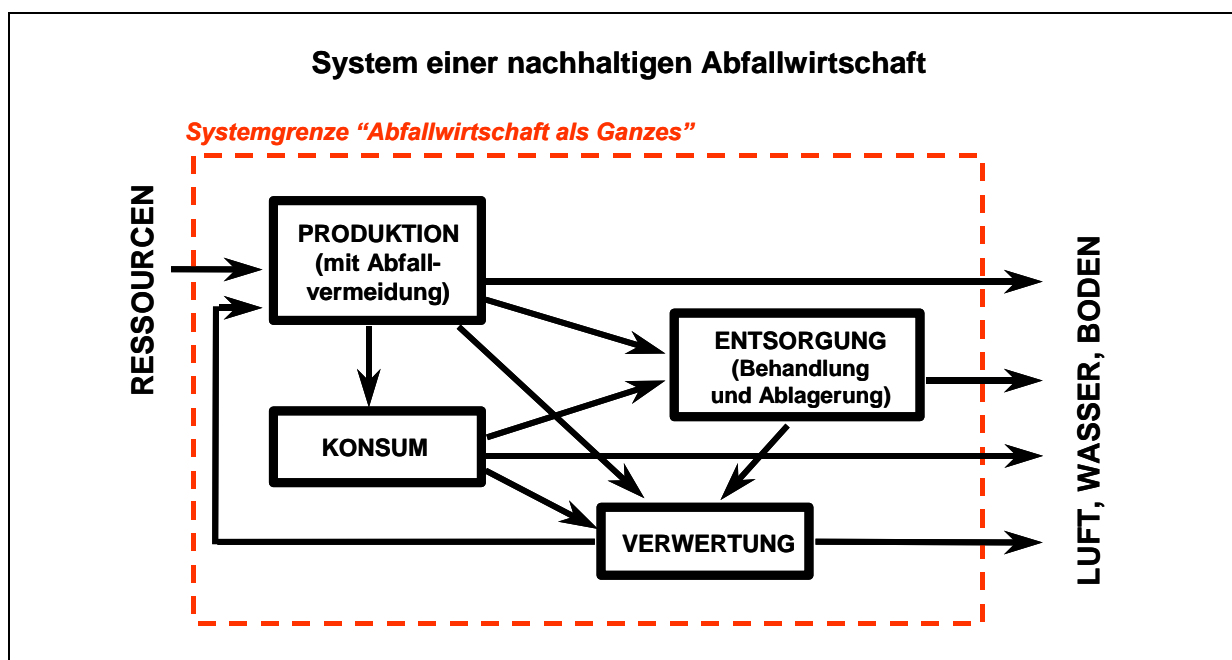 System einer nachhaltigen Abfallwirtschaft
Systemgrenze “Abfallwirtschaft als Ganzes”
RESSOURCEN
PRODUKTION
(mit Abfall-
vermeidung)
ENTSORGUNG
(Behandlung
und Ablagerung)
KONSUM
VERWERTUNG
LUFT, WASSER, BODEN